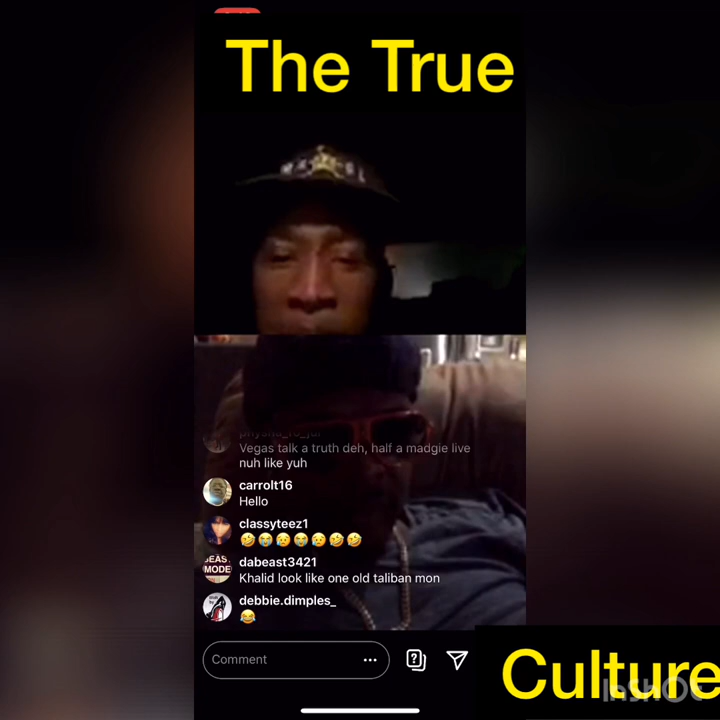 The True
Vegas talk a truth deh, half a madgie live
nuh like yuh
carrolt16
Hello
classyteez1
dabeast3421
Khalid look like one old taliban mon
debbie.dimples_
Comment
Culture
InShOt